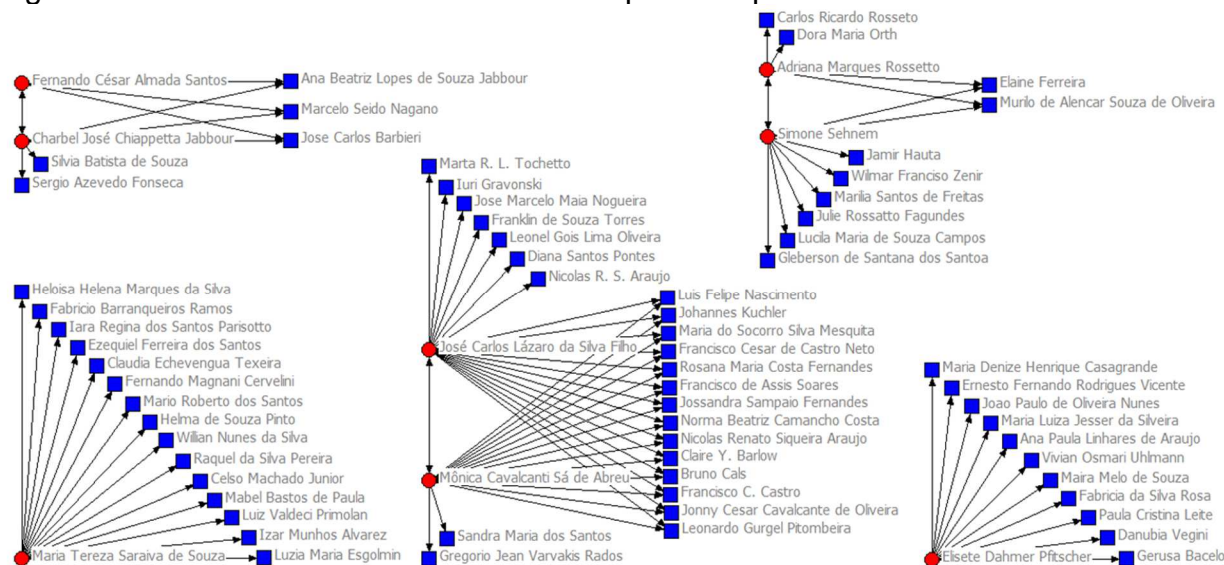 Carlos Ricardo Rosseto
Dora Maria Orth
Adriana Marques Rossetto
Elaine Ferreira
Murilo de Alencar Souza de Oliveira
Simone Sehnem
Jamir Hauta
Wilmar Franciso Zenir
Marilia Santos de Freitas
Julie Rossatto Fagundes
Lucila Maria de Souza Campos
Gleberson de Santana dos Santoa
Fernando César Almada Santos
Ana Beatriz Lopes de Souza Jabbour
Marcelo Seido Nagano
Charbel José Chiappetta Jabbour
Jose Carlos Barbieri
Silvia Batista de Souza
Sergio Azevedo Fonseca
Marta R. L. Tochetto
Iuri Gravonski
Jose Marcelo Maia Nogueira
Franklin de Souza Torres
Leonel Gois Lima Oliveira
Diana Santos Pontes
Nicolas R. S. Araujo
Luis Felipe Nascimento
Johannes Kuchler
Maria do Socorro Silva Mesquita
José Carlos Lázaro da Silva Filho
Francisco Cesar de Castro Neto
Rosana Maria Costa Fernandes
Francisco de Assis Soares
Jossandra Sampaio Fernandes
Norma Beatriz Camancho Costa
Nicolas Renato Siqueira Araujo
Claire Y. Barlow
Bruno Cals
Mônica Cavalcanti Sá de Abreu
Francisco C. Castro
Jonny Cesar Cavalcante de Oliveira
Leonardo Gurgel Pitombeira
Sandra Maria dos Santos
Gregorio Jean Varvakis Rados
Heloisa Helena Marques da Silva
Fabricio Barranqueiros Ramos
Iara Regina dos Santos Parisotto
Ezequiel Ferreira dos Santos
Claudia Echevengua Texeira
Fernando Magnani Cervelini
Mario Roberto dos Santos
Helma de Souza Pinto
Willian Nunes da Silva
Raquel da Silva Pereira
Celso Machado Junior
Mabel Bastos de Paula
Luiz Valdeci Primolan
Izar Munhos Alvarez
Maria Tereza Saraiva de Souza
Luzia Maria Esgolmin
Maria Denize Henrique Casagrande
Ernesto Fernando Rodrigues Vicente
Joao Paulo de Oliveira Nunes
Maria Luiza Jesser da Silveira
Ana Paula Linhares de Araujo
Vivian Osmari Uhlmann
Maira Melo de Souza
Fabricia da Silva Rosa
Paula Cristina Leite
Danubia Vegini
Elisete Dahmer Pfitscher
Gerusa Bacelo